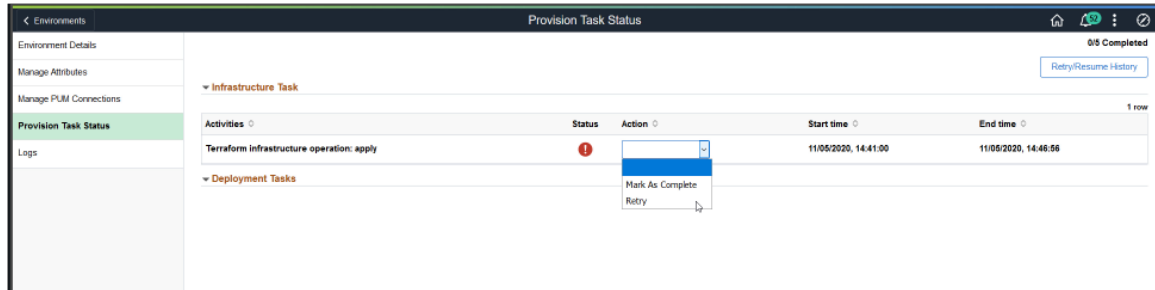 Environments
Provision Task Status
52
Environment Details
Manage Attributes
Manage PUM Connections
Provision Task Status
Logs
0/5 Completed
Retry/Resume History
Infrastructure Task
1 row
Activities Status Action Start time End time
Terraform infrastructure operation: apply 11/05/2020, 14:41:00 11/05/2020, 14:46:56
Mark As Complete
Retry
Deployment Tasks